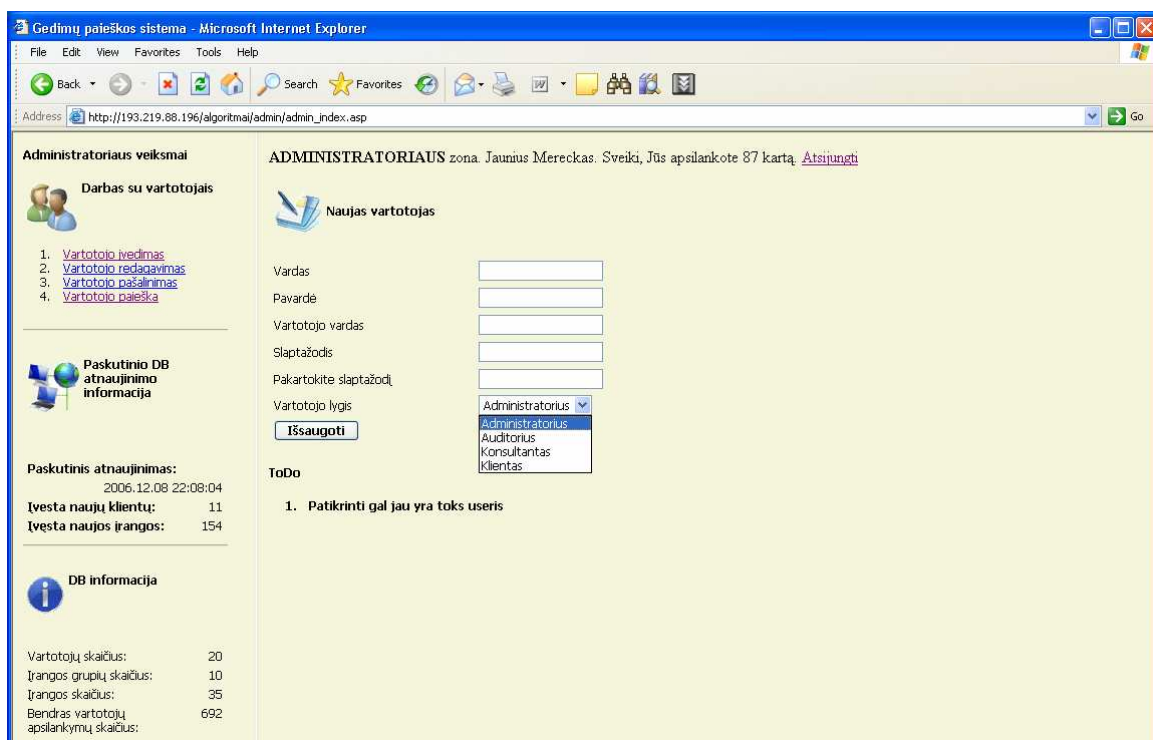 Gedimų paieškos sistema - Microsoft Internet Explorer
File Edit View Favorites Tools Help
Back Search Favorites
Address http://193.219.88.196/algoritmai/admin/admin_index.asp Go
Administratoriaus veiksmai
Darbas su vartotojais
1. Vartotojo įvedimas
2. Vartotojo redagavimas
3. Vartotojo pašalinimas
4. Vartotojo paieška
Paskutinio DB
atnaujinimo
informacija
Paskutinis atnaujinimas:
2006.12.08 22:08:04
Įvesta naujų klientų: 11
Įvęsta naujos įrangos: 154
DB informacija
Vartotojų skaičius: 20
Įrangos grupių skaičius: 10
Įrangos skaičius: 35
Bendras vartotojų 692
apsilankymų skaičius:
ADMINISTRATORIAUS zona. Jaunius Mereckas. Sveiki, Jūs apsilankote 87 kartą. Atsijungti
Naujas vartotojas
Vardas
Pavardė
Vartotojo vardas
Slaptažodis
Pakartokite slaptažodį
Vartotojo lygis Administratorius
Administratorius
Auditorius
Konsultantas
Klientas
Išsaugoti
ToDo
1. Patikrinti gal jau yra toks useris